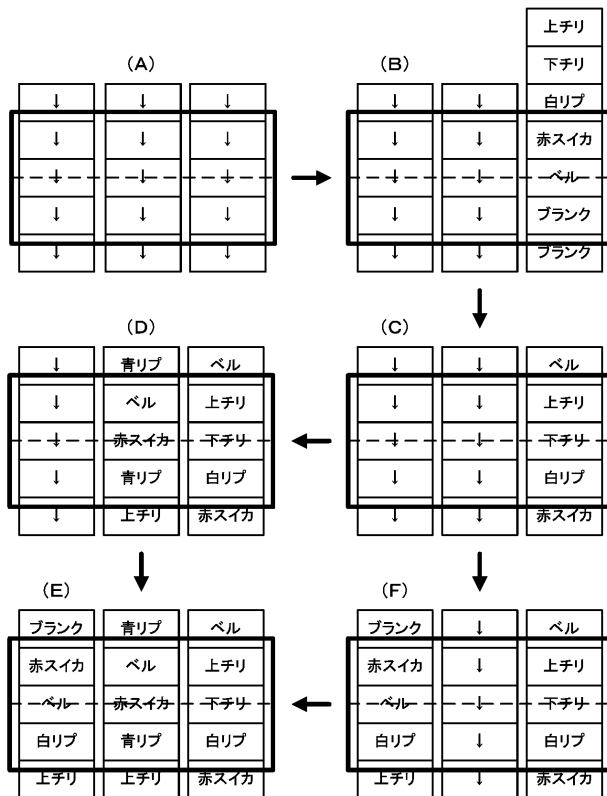 上チリ
(A) (B) 下チリ
↓ ↓ ↓ ↓ ↓ 白リプ
↓ ↓ ↓ ↓ ↓ 赤スイカ
↓ ↓ ↓ ↓ ↓ ベル
↓ ↓ ↓ ↓ ↓ ブランク
↓ ↓ ↓ ↓ ↓ ブランク
(D) (C)
↓ 青リプ ベル ↓ ↓ ベル
↓ ベル 上チリ ↓ ↓ 上チリ
↓ 赤スイカ 下チリ ↓ ↓ 下チリ
↓ 青リプ 白リプ ↓ ↓ 白リプ
↓ 上チリ 赤スイカ ↓ ↓ 赤スイカ
(E) (F)
ブランク 青リプ ベル ブランク ↓ ベル
赤スイカ ベル 上チリ 赤スイカ ↓ 上チリ
ベル 赤スイカ 下チリ ベル ↓ 下チリ
白リプ 青リプ 白リプ 白リプ ↓ 白リプ
上チリ 上チリ 赤スイカ 上チリ ↓ 赤スイカ